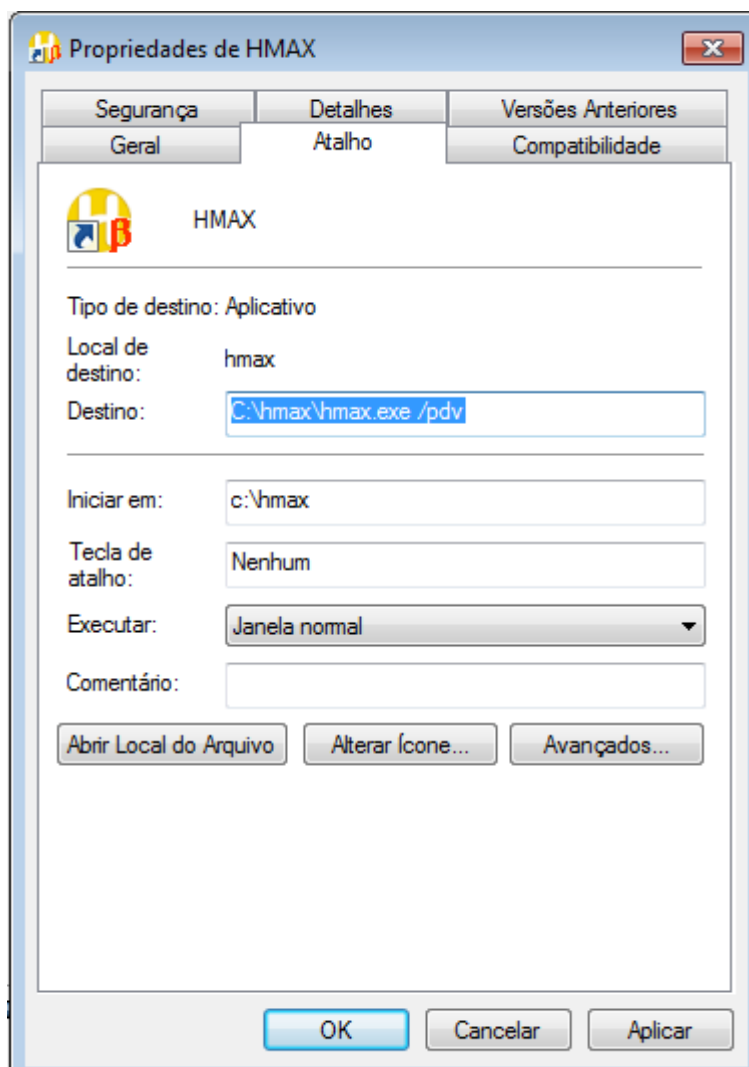 Propriedades de HMAX
Segurança Detalhes Versões Anteriores
Geral Atalho Compatibilidade
H β
HMAX
Tipo de destino: Aplicativo
Local de
destino: hmax
Destino: C:\hmax\hmax.exe /pdv
Iniciar em: c:\hmax
Tecla de
atalho: Nenhum
Executar: Janela normal
Comentário:
Abrir Local do Arquivo Alterar Ícone... Avançados...
OK Cancelar Aplicar